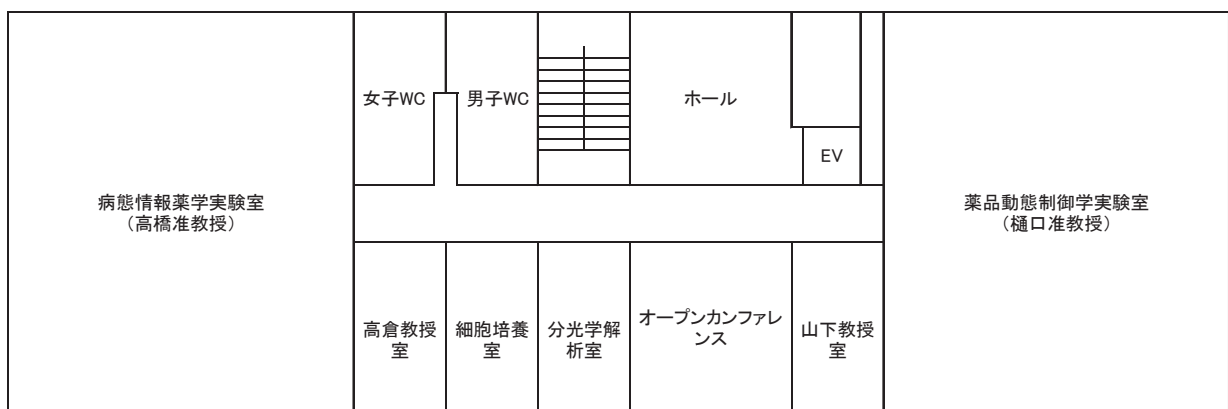 女子WC
男子WC
ホール
EV
病態情報薬学実験室
（高橋准教授）
薬品動態制御学実験室
（樋口准教授）
高倉教授
室
細胞培養
室
分光学解
析室
オープンカンファレ
ンス
山下教授
室